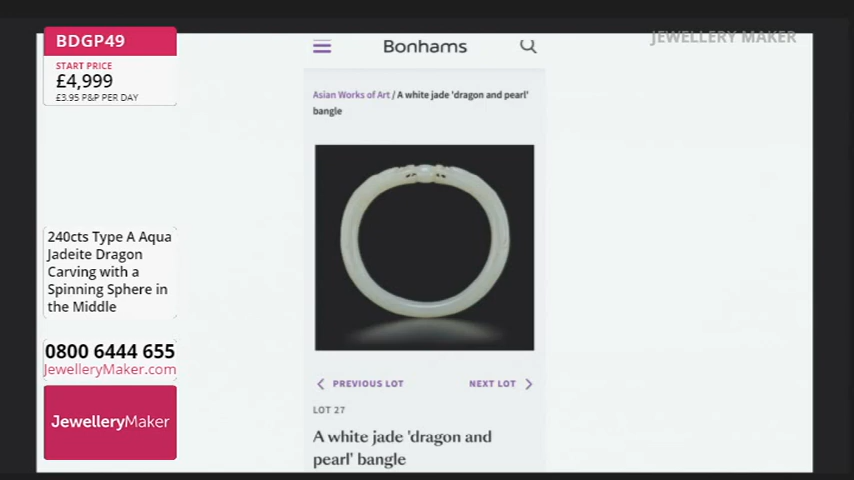 BDGP49
START PRICE
£4,999
£3.95 P&P PER DAY
240cts Type A Aqua
Jadeite Dragon
Carving with a
Spinning Sphere in
the Middle
0800 6444 655
JewelleryMaker.com
JewelleryMaker
JEWELLERY MAKER
Bonhams
Asian Works of Art / A white jade 'dragon and pearl'
bangle
PREVIOUS LOT
NEXT LOT
LOT 27
A white jade 'dragon and
pearl' bangle